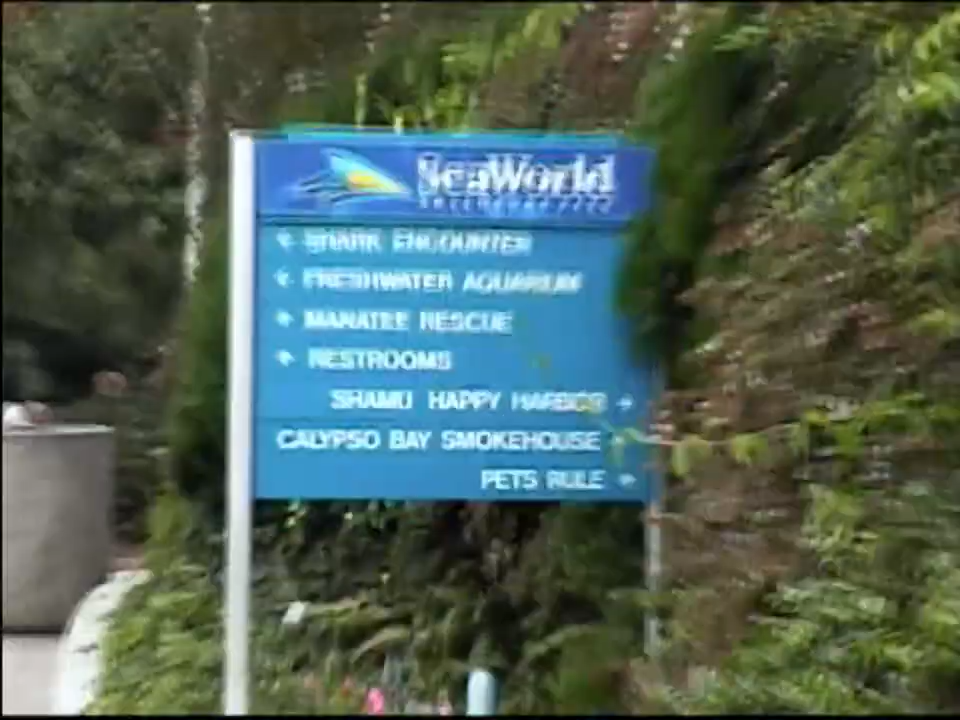 SeaWorld
SHARK ENCOUNTER
FRESHWATER AQUARIUM
MANATEE RESCUE
RESTROOMS
SHAMU HAPPY HARBOR
CALYPSO BAY SMOKEHOUSE
PETS RULE